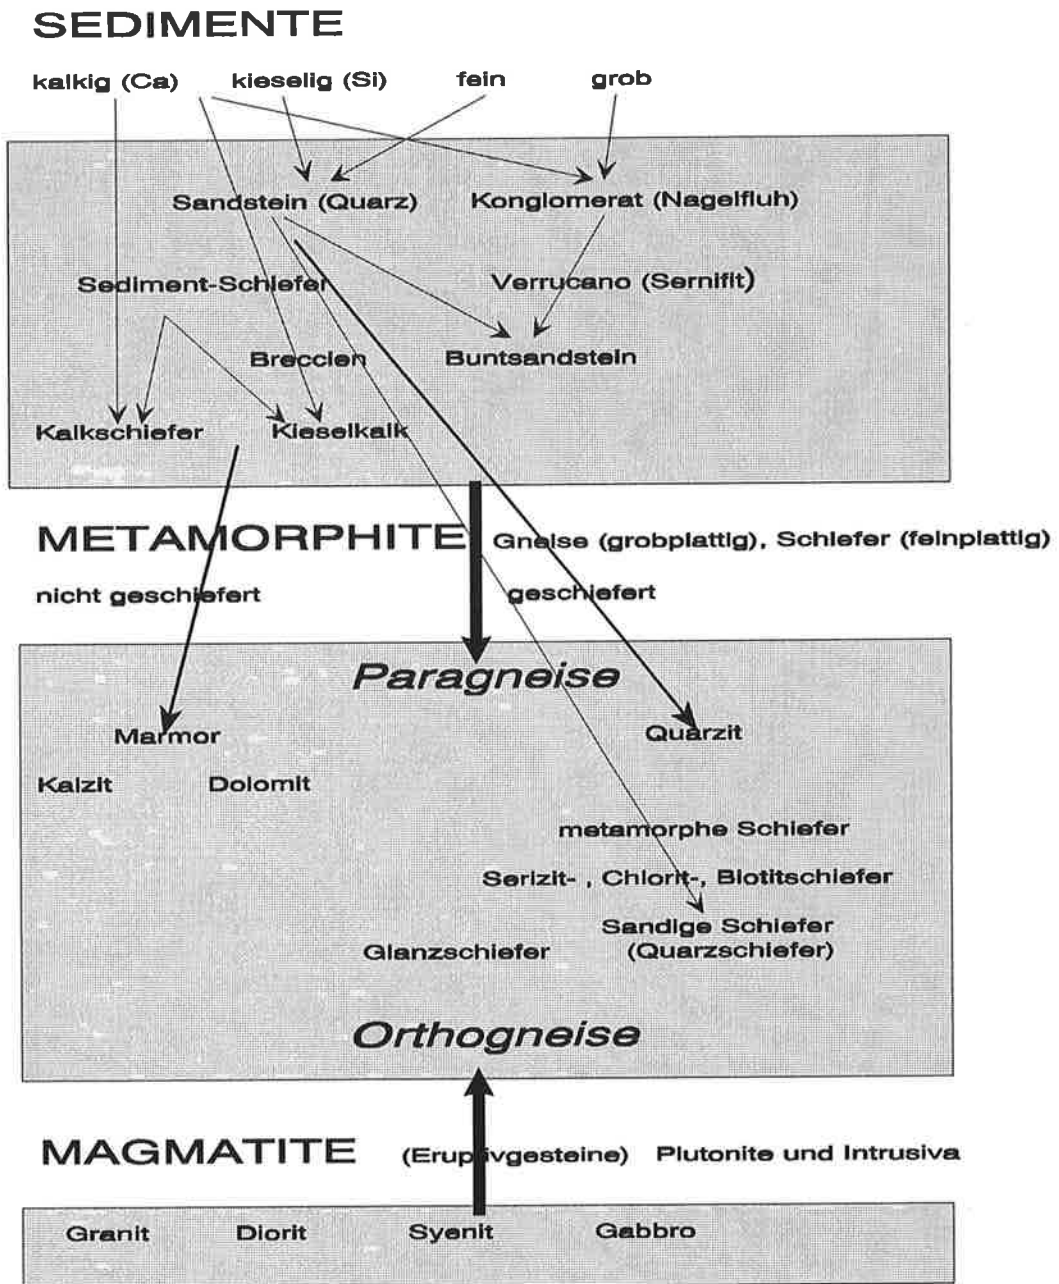 SEDIMENTE
kalkig (Ca) kieselig (Si) fein grob
Sandstein (Quarz) Konglomerat (Nagelfluh)
Sediment-Schiefer Verrucano (Sernifit)
Breccien Buntsandstein
Kalkschiefer Kieselkalk
METAMORPHITE Gneise (grobplattig), Schiefer (feinplattig)
nicht geschiefert geschiefert
Paragneise
Marmor Quarzit
Kalzit Dolomit
metamorphe Schiefer
Serizit- , Chlorit-, Biotitschiefer
Sandige Schiefer
Glanzschiefer (Quarzschiefer)
Orthogneise
MAGMATITE (Eruptivgesteine) Plutonite und Intrusiva
Granit Diorit Syenit Gabbro